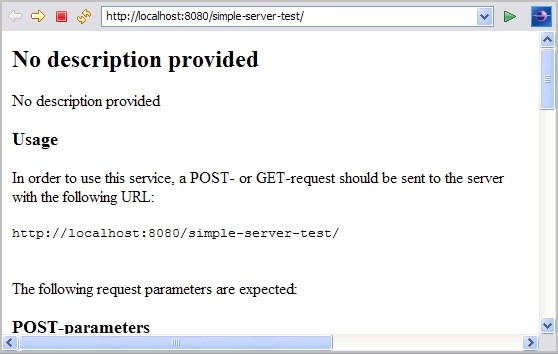 http://localhost:8080/simple-server-test/
No description provided
No description provided
Usage
In order to use this service, a POST- or GET-request should be sent to the server
with the following URL:
http://localhost:8080/simple-server-test/
The following request parameters are expected:
POST-parameters